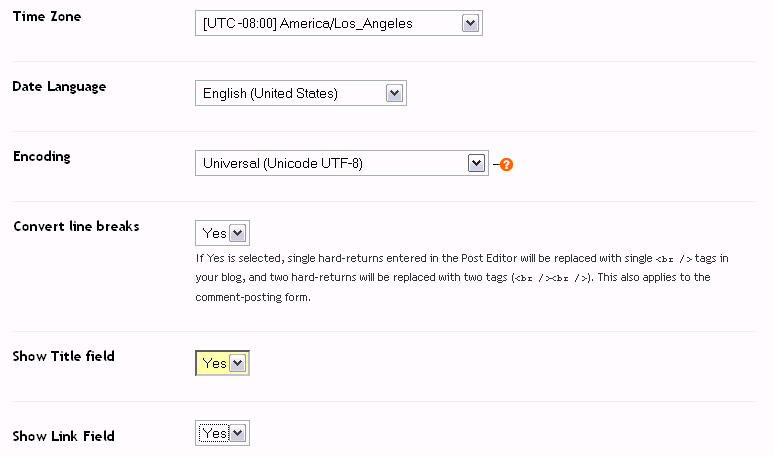 Time Zone
[UTC-08:00] America/Los_Angeles
Date Language
English (United States)
Encoding
Universal (Unicode UTF-8)
?
Convert line breaks
Yes
If Yes is selected, single hard-returns entered in the Post Editor will be replaced with single <br /> tags in
your blog, and two hard-returns will be replaced with two tags (<br /><br />). This also applies to the
comment-posting form.
Show Title field
Yes
Show Link Field
Yes